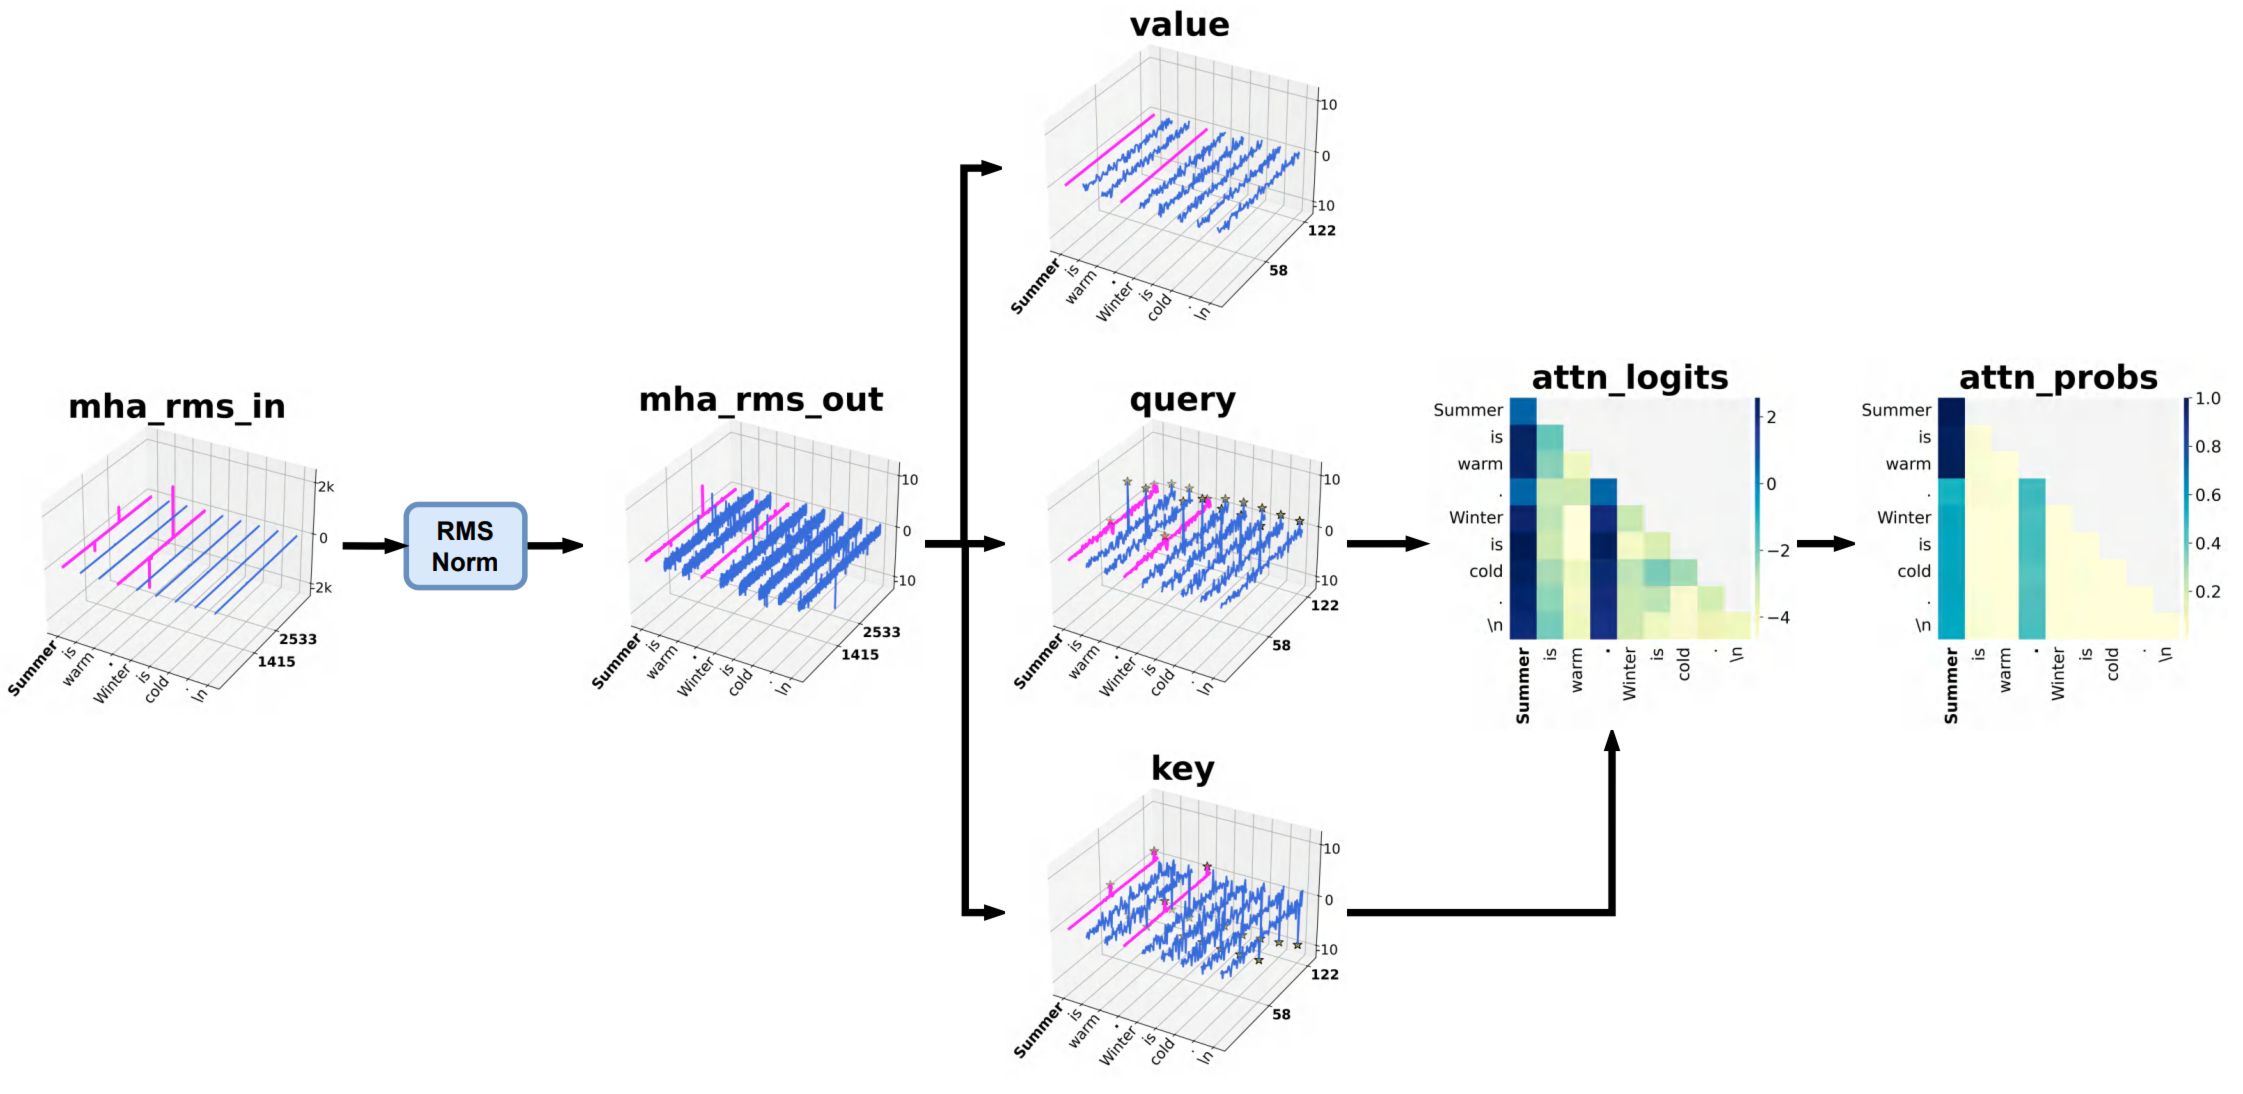 value
10
0
10
122
58
Summer
is
warm
.
Winter
is
cold
.
\n
mha_rms_in
2k
0
2k
2533
1415
Summer
is
warm
.
Winter
is
cold
.
\n
RMS
Norm
mha_rms_out
10
0
10
2533
1415
Summer
is
warm
.
Winter
is
cold
.
\n
query
10
0
10
122
58
Summer
is
warm
.
Winter
is
cold
.
\n
key
10
0
10
122
58
Summer
is
warm
.
Winter
is
cold
.
\n
attn_logits
Summer
is
warm
.
Winter
is
cold
.
\n
2
0
−2
−4
Summer
is
warm
.
Winter
is
cold
.
\n
attn_probs
Summer
is
warm
.
Winter
is
cold
.
\n
1.0
0.8
0.6
0.4
0.2
Summer
is
warm
.
Winter
is
cold
.
\n